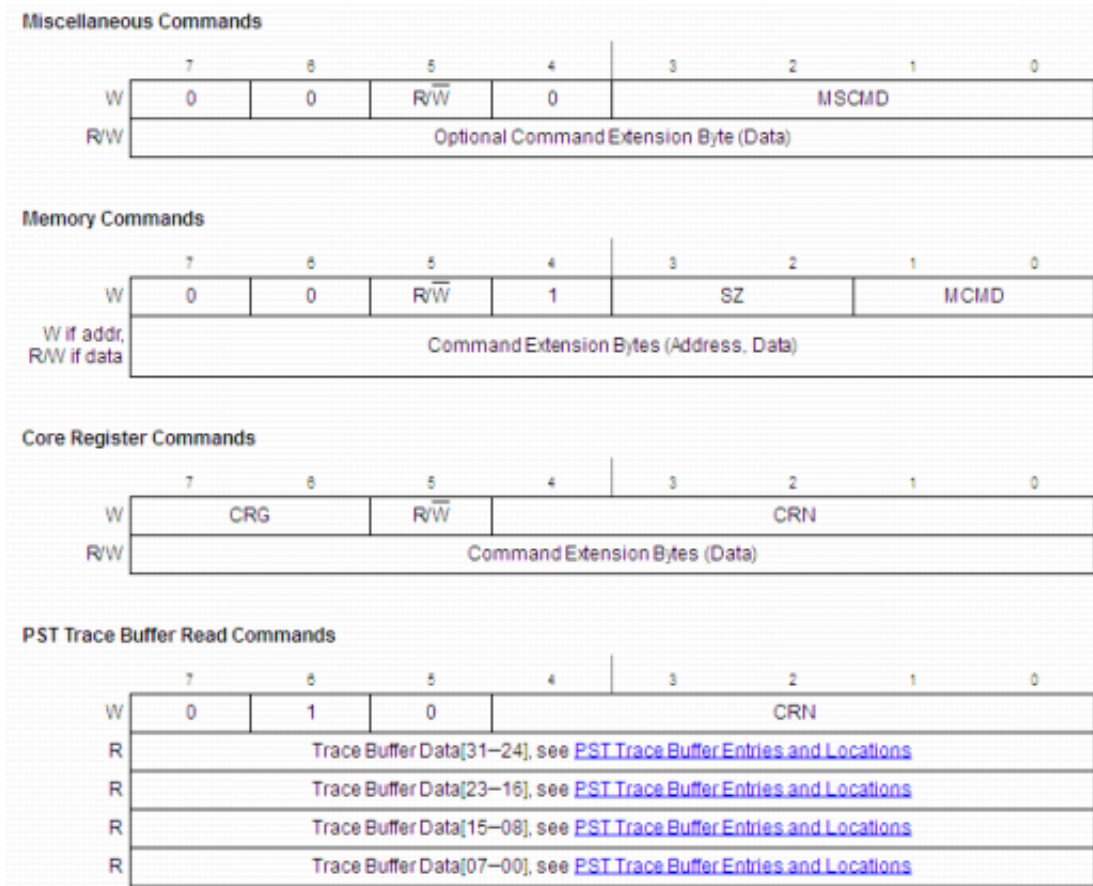 Miscellaneous Commands
7 6 5 4 3 2 1 0
W 0 0 R/W 0 MSCMD
R/W Optional Command Extension Byte (Data)
Memory Commands
7 6 5 4 3 2 1 0
W 0 0 R/W 1 SZ MCMD
W if addr,
R/W if data Command Extension Bytes (Address, Data)
Core Register Commands
7 6 5 4 3 2 1 0
W CRG R/W CRN
R/W Command Extension Bytes (Data)
PST Trace Buffer Read Commands
7 6 5 4 3 2 1 0
W 0 1 0 CRN
R Trace Buffer Data[31–24], see PST Trace Buffer Entries and Locations
R Trace Buffer Data[23–16], see PST Trace Buffer Entries and Locations
R Trace Buffer Data[15–08], see PST Trace Buffer Entries and Locations
R Trace Buffer Data[07–00], see PST Trace Buffer Entries and Locations